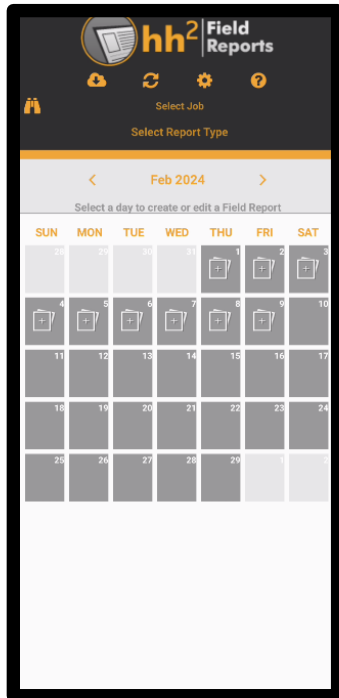 hh2 Field
Reports
Select Job
Select Report Type
Feb 2024
Select a day to create or edit a Field Report
SUN MON TUE WED THU FRI SAT
28 29 30 31 1 2 3
4 5 6 7 8 9 10
11 12 13 14 15 16 17
18 19 20 21 22 23 24
25 26 27 28 29 1 2